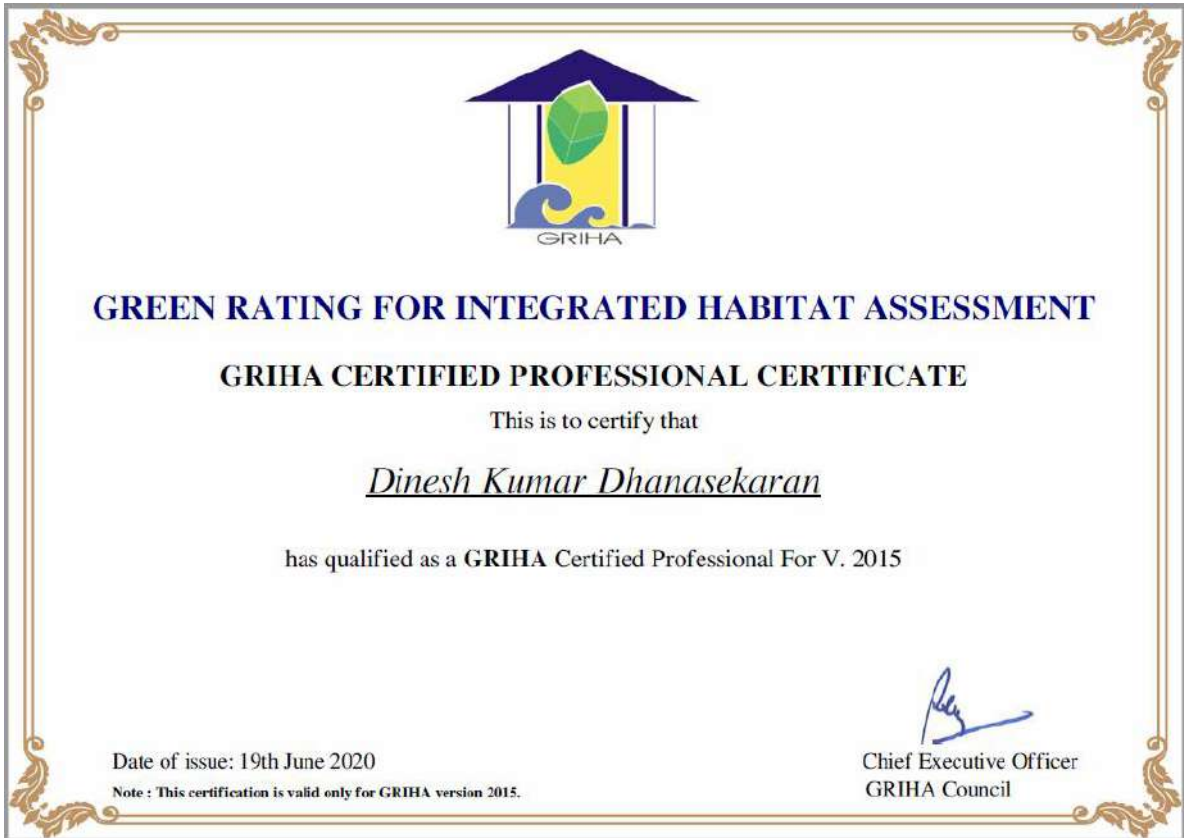 GRIHA
GREEN RATING FOR INTEGRATED HABITAT ASSESSMENT
GRIHA CERTIFIED PROFESSIONAL CERTIFICATE
This is to certify that
Dinesh Kumar Dhanasekaran
has qualified as a GRIHA Certified Professional For V. 2015
Date of issue: 19th June 2020
Note : This certification is valid only for GRIHA version 2015.
Chief Executive Officer
GRIHA Council